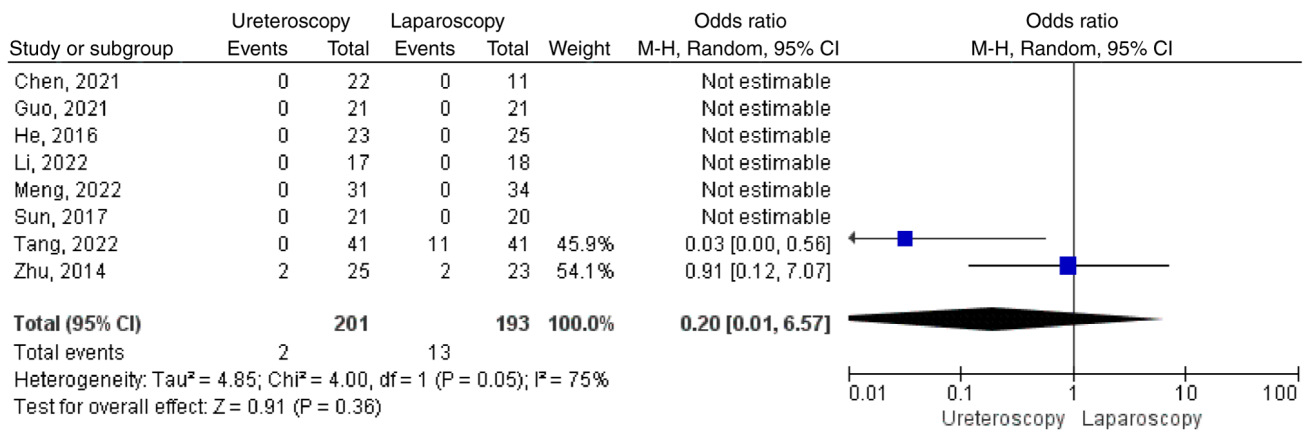 Ureteroscopy Laparoscopy Odds ratio Odds ratio
Study or subgroup Events Total Events Total Weight M-H, Random, 95% CI M-H, Random, 95% CI
Chen, 2021 0 22 0 11 Not estimable
Guo, 2021 0 21 0 21 Not estimable
He, 2016 0 23 0 25 Not estimable
Li, 2022 0 17 0 18 Not estimable
Meng, 2022 0 31 0 34 Not estimable
Sun, 2017 0 21 0 20 Not estimable
Tang, 2022 0 41 11 41 45.9% 0.03 [0.00, 0.56]
Zhu, 2014 2 25 2 23 54.1% 0.91 [0.12, 7.07]
Total (95% CI) 201 193 100.0% 0.20 [0.01, 6.57]
Total events 2 13
Heterogeneity: Tau² = 4.85; Chi² = 4.00, df = 1 (P = 0.05); I² = 75%
Test for overall effect: Z = 0.91 (P = 0.36)
0.01 0.1 1 10 100
Ureteroscopy Laparoscopy